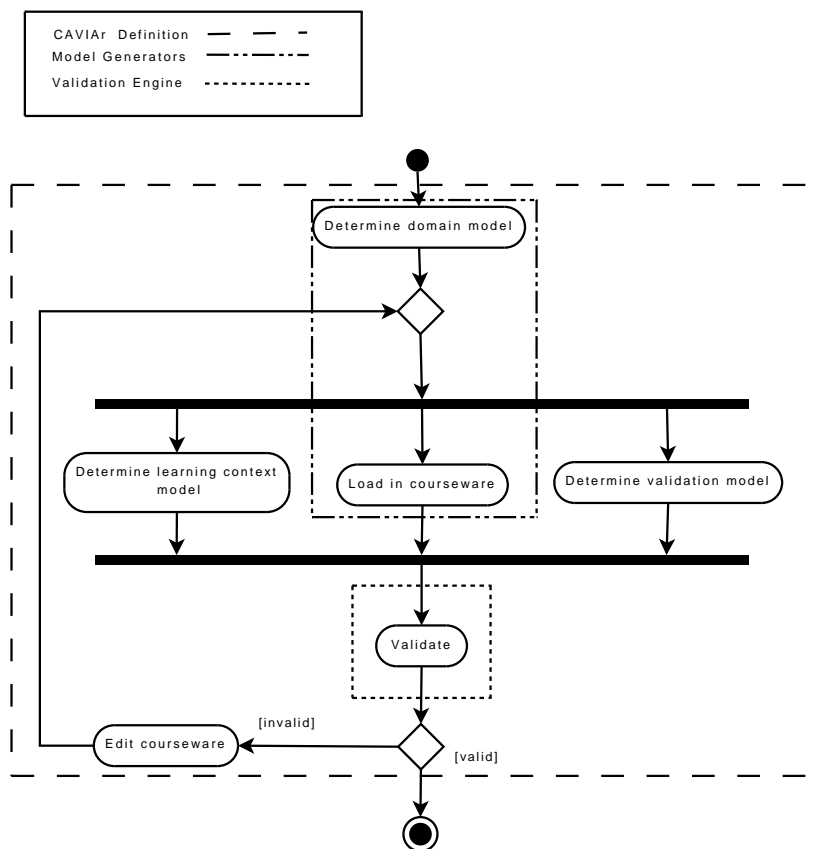 CAVIAr Definition
Model Generators
Validation Engine
Determine domain model
Determine learning context
model
Load in courseware
Determine validation model
Validate
[invalid]
Edit courseware
[valid]